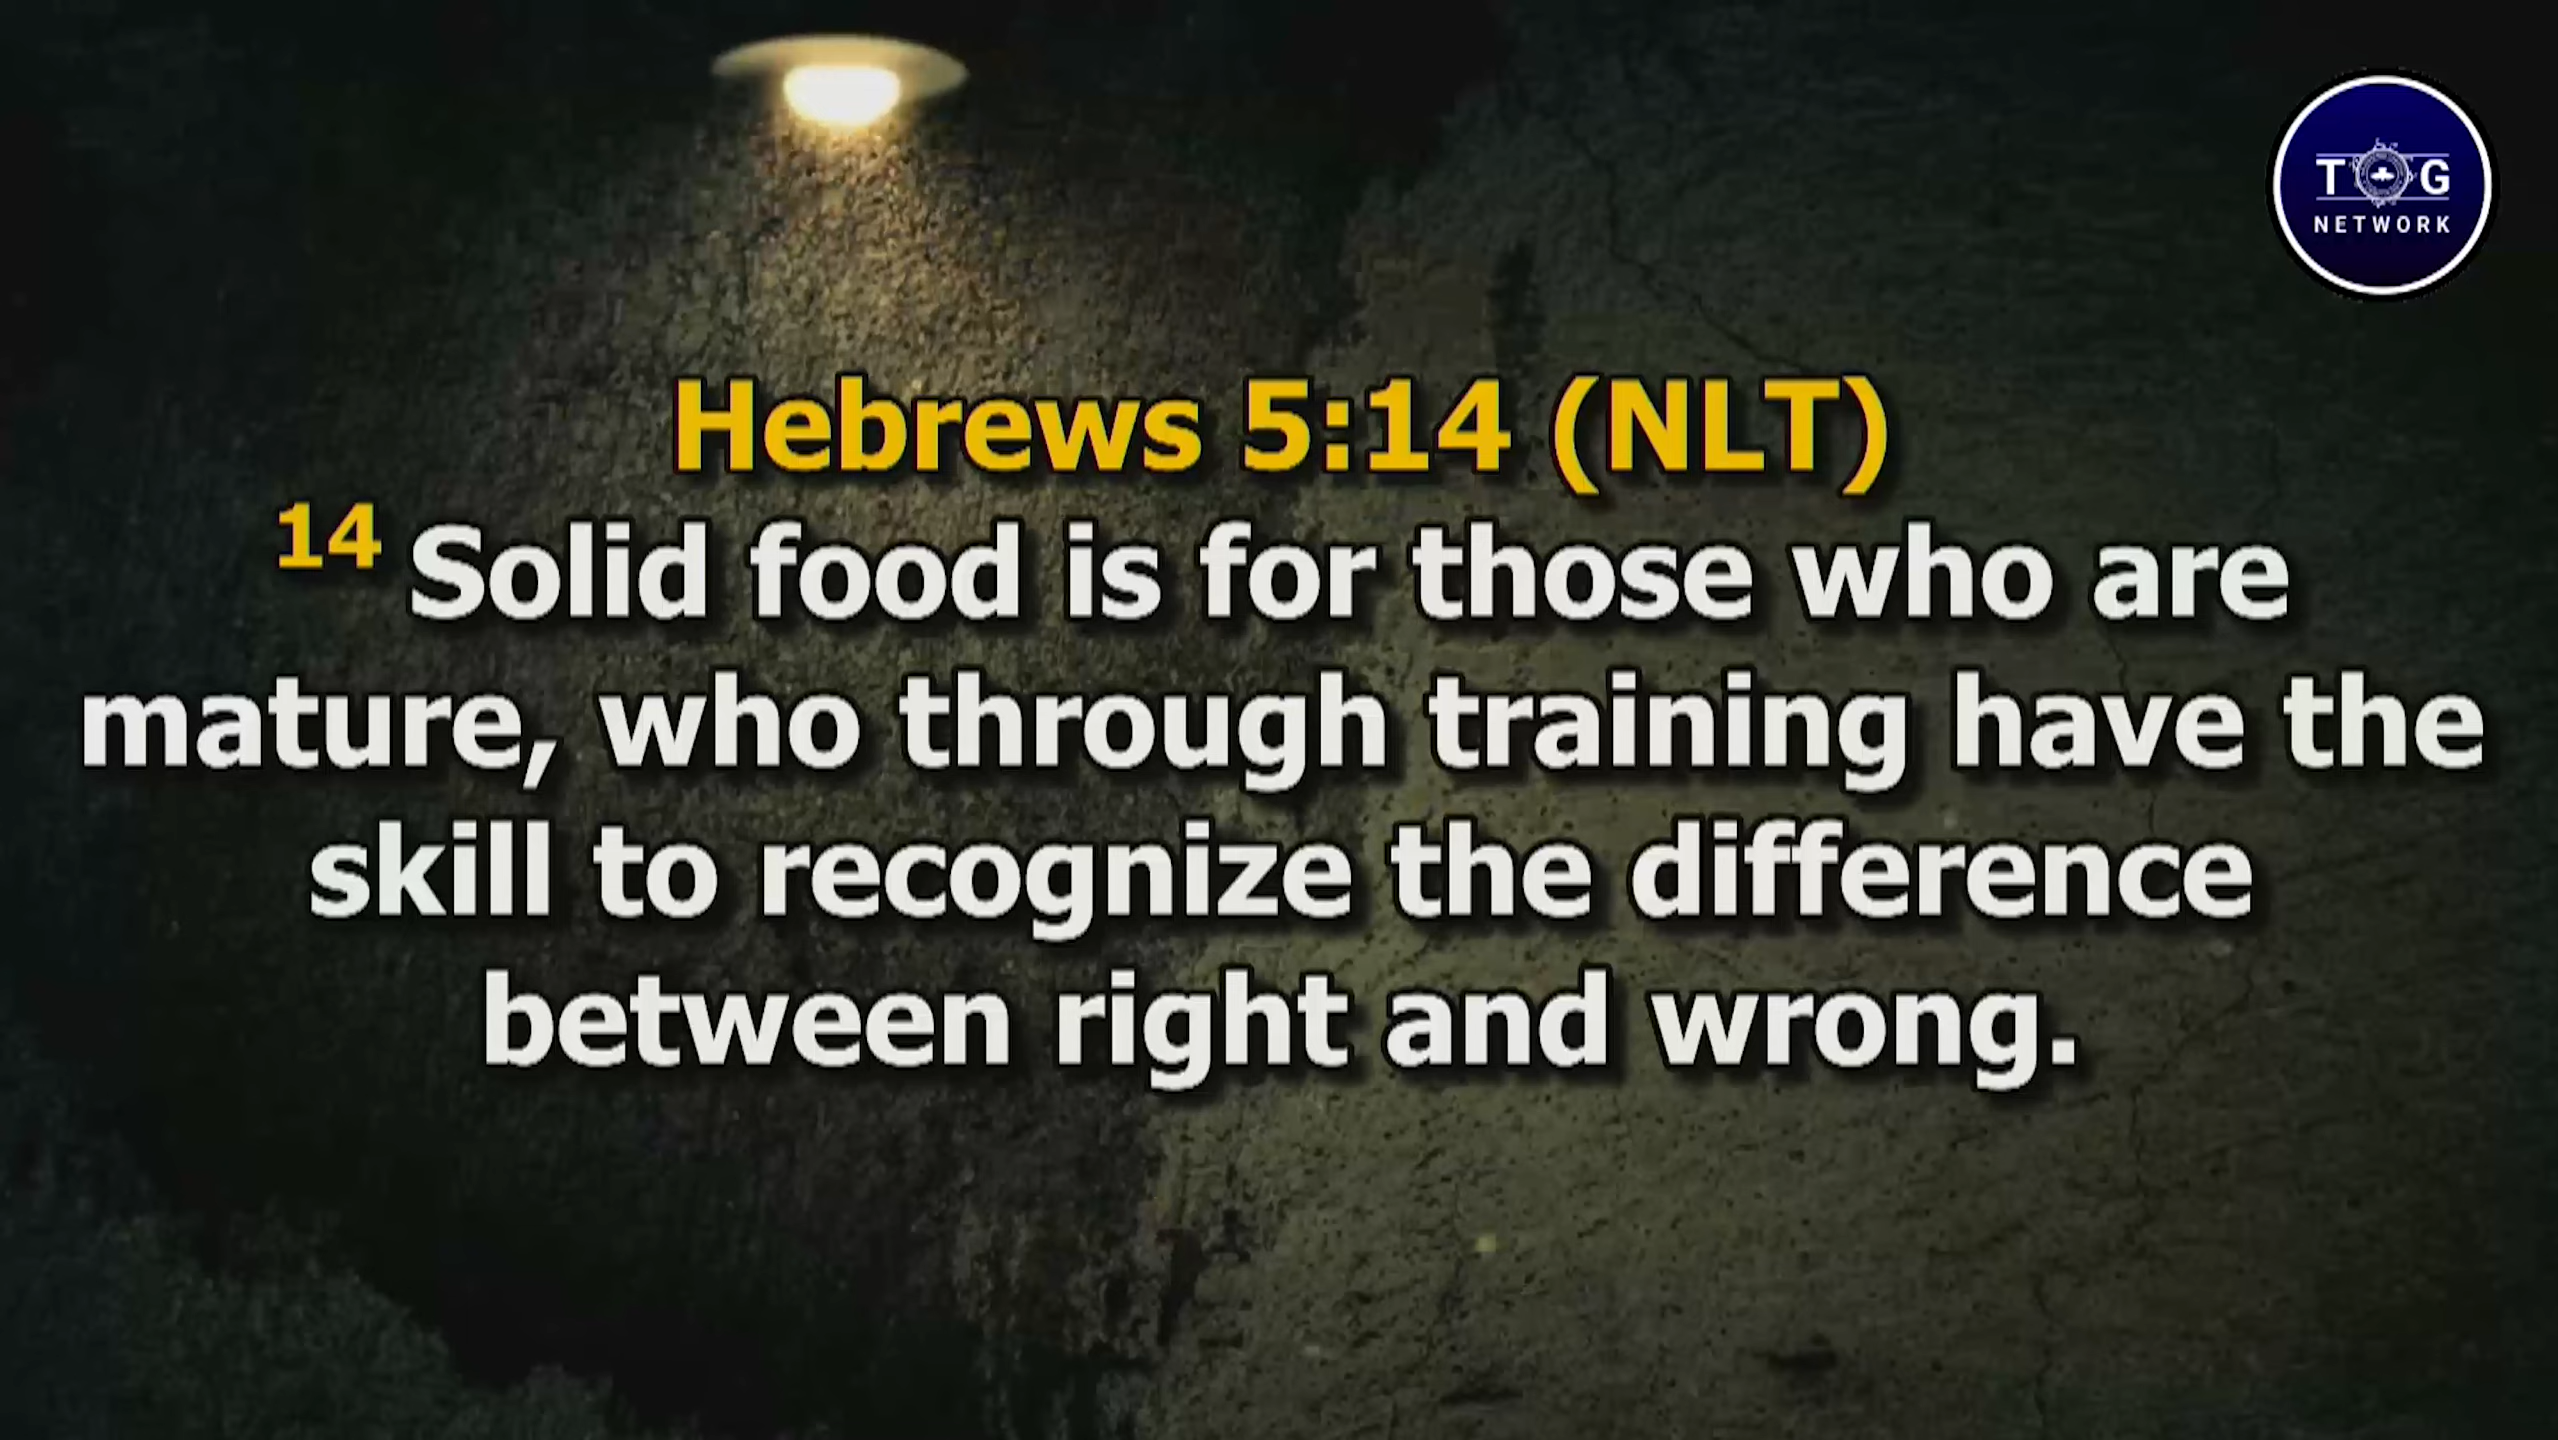 T G
NETWORK
Hebrews 5:14 (NLT)
14 Solid food is for those who are
mature, who through training have the
skill to recognize the difference
between right and wrong.